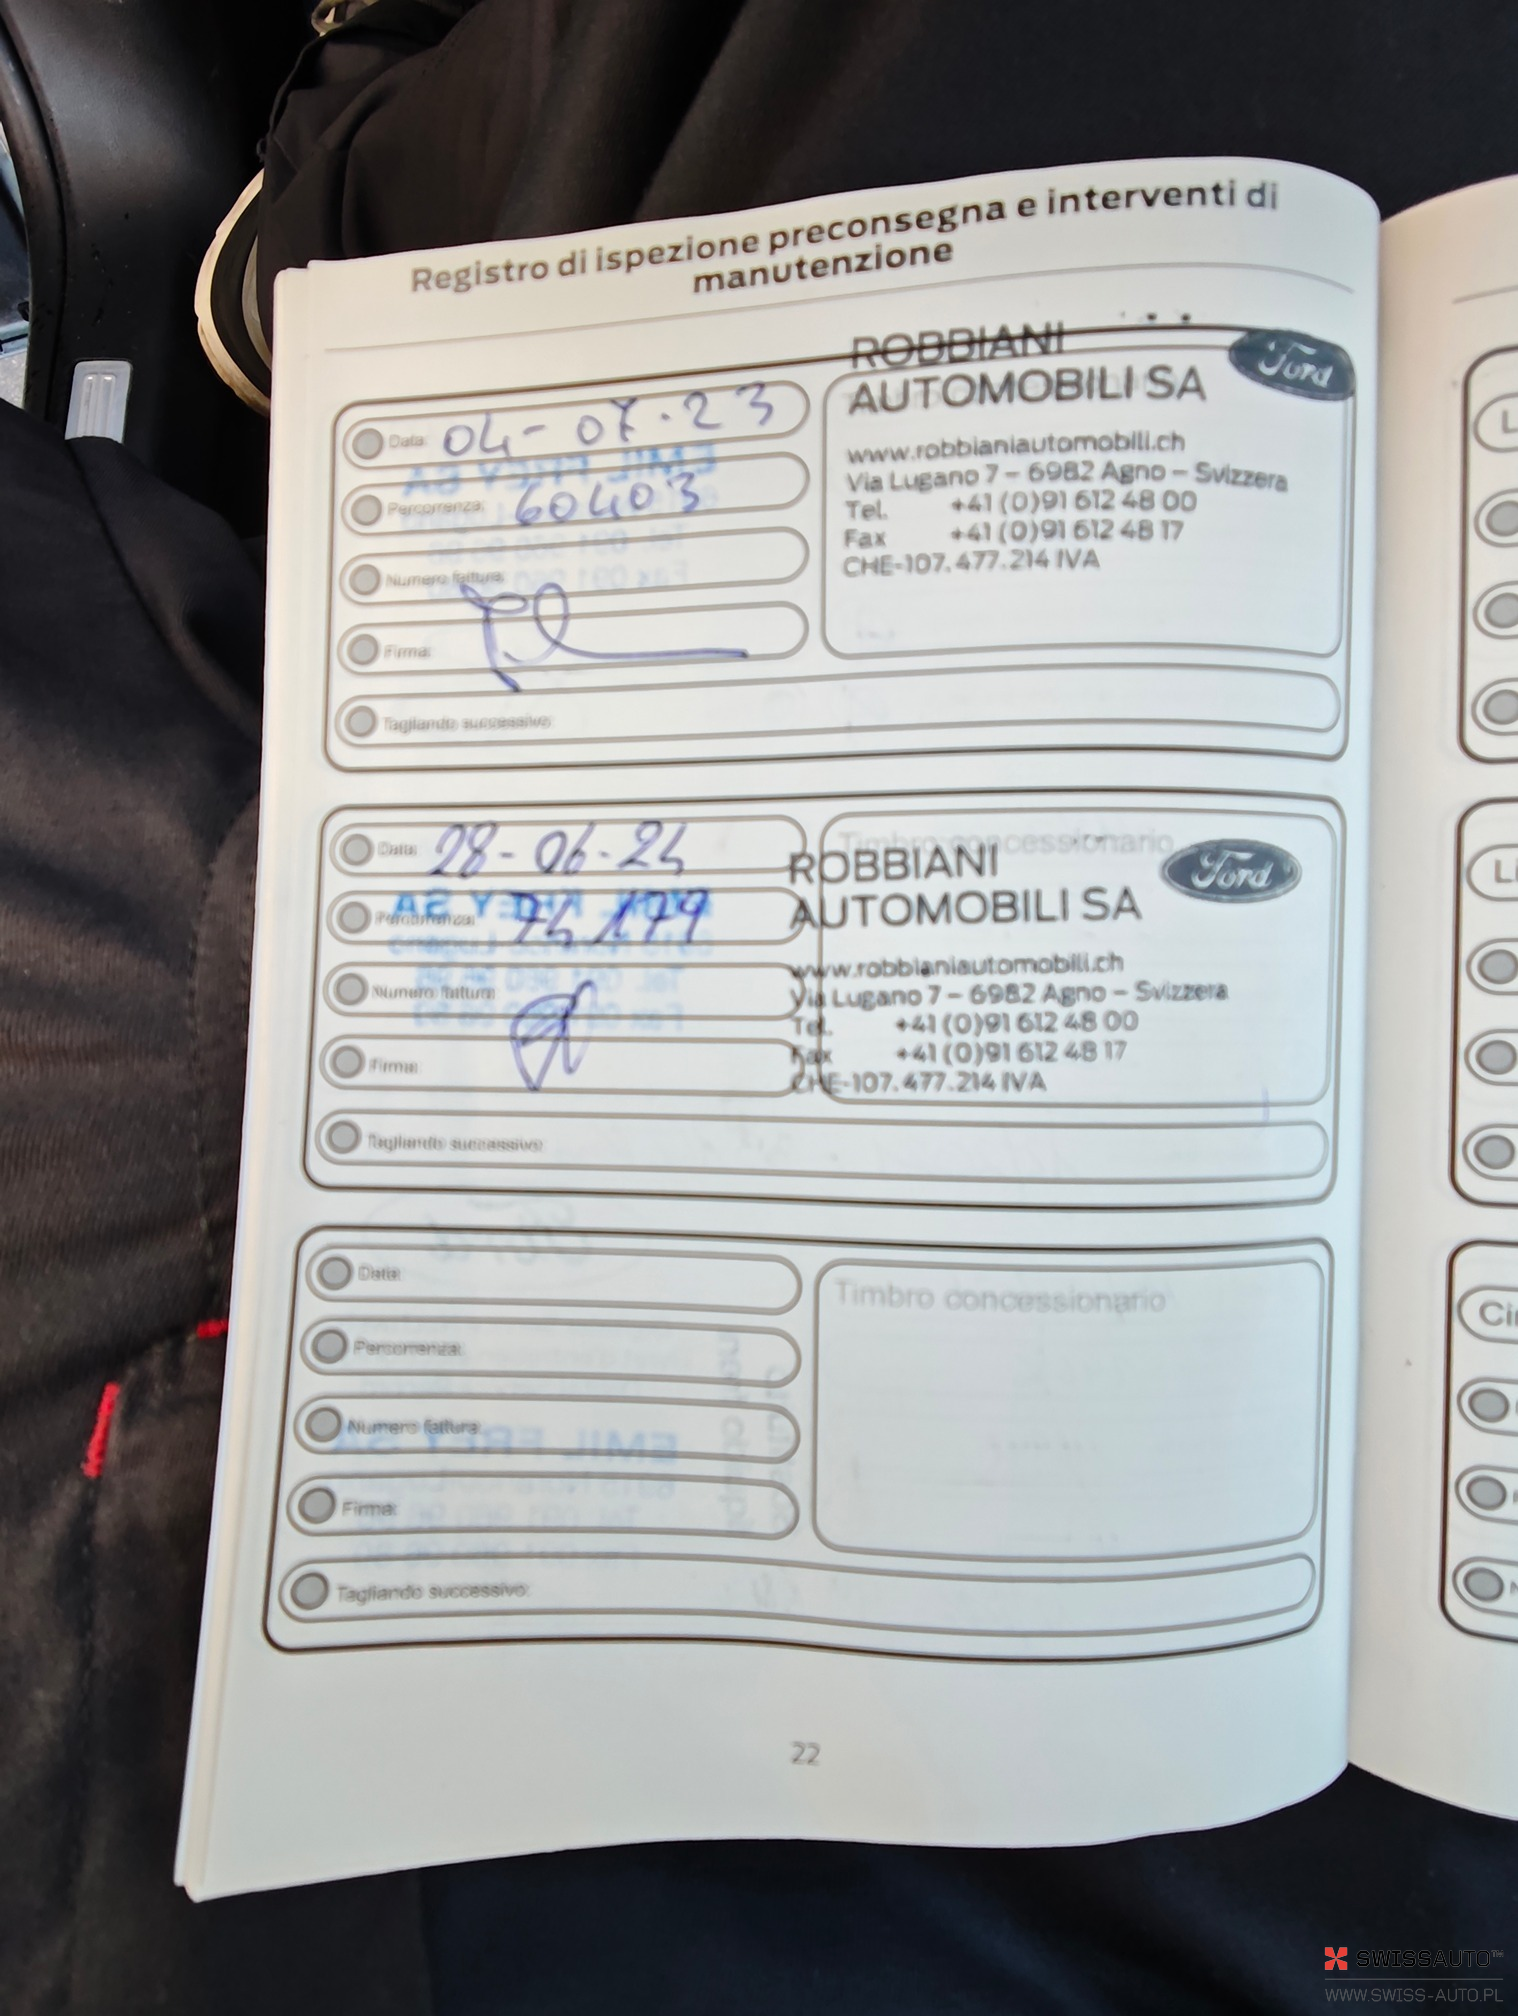 Registro di ispezione preconsegna e interventi di
manutenzione
Data: 04-07-23
Percorrenza: 60403
Numero fattura:
Firma:
Tagliando successivo:
ROBBIANI
AUTOMOBILI SA
Ford
www.robbianiautomobili.ch
Via Lugano 7 – 6982 Agno – Svizzera
Tel. +41 (0)91 612 48 00
Fax +41 (0)91 612 48 17
CHE-107.477.214 IVA
Data: 28-06-24
Percorrenza: 74179
Numero fattura:
Firma:
Tagliando successivo:
Timbro concessionario
ROBBIANI
AUTOMOBILI SA
Ford
www.robbianiautomobili.ch
Via Lugano 7 – 6982 Agno – Svizzera
Tel. +41 (0)91 612 48 00
Fax +41 (0)91 612 48 17
CHE-107.477.214 IVA
Data:
Percorrenza:
Numero fattura:
Firma:
Tagliando successivo:
Timbro concessionario
22
SWISSAUTO™
WWW.SWISS-AUTO.PL